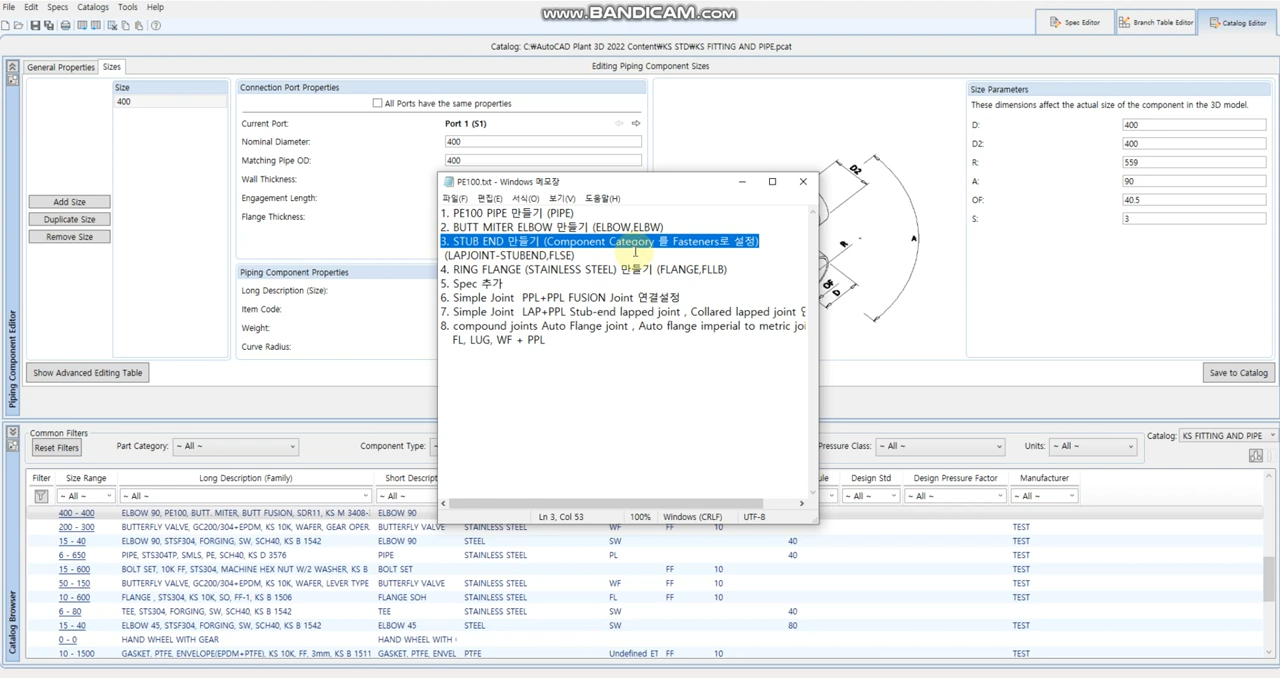 File Edit Specs Catalogs Tools Help
www.BANDICAM.com
Spec Editor
Branch Table Editor
Catalog Editor
Catalog: C:₩AutoCAD Plant 3D 2022 Content₩KS STD₩KS FITTING AND PIPE.pcat
General Properties Sizes
Editing Piping Component Sizes
Size
400
Connection Port Properties
Size Parameters
All Ports have the same properties
These dimensions affect the actual size of the component in the 3D model.
Current Port: Port 1 (S1)
D: 400
Nominal Diameter: 400
D2: 400
Matching Pipe OD: 400
R: 559
Wall Thickness:
A: 90
Engagement Length:
OF: 40.5
Flange Thickness:
S: 3
Add Size
Duplicate Size
Remove Size
D2
A
R
OF
D
Piping Component Properties
Long Description (Size):
Item Code:
Weight:
Curve Radius:
Piping Component Editor
Show Advanced Editing Table
Save to Catalog
PE100.txt - Windows 메모장
파일(F) 편집(E) 서식(O) 보기(V) 도움말(H)
1. PE100 PIPE 만들기 (PIPE)
2. BUTT MITER ELBOW 만들기 (ELBOW,ELBW)
3. STUB END 만들기 (Component Category 를 Fasteners로 설정)
(LAPJOINT-STUBEND,FLSE)
4. RING FLANGE (STAINLESS STEEL) 만들기 (FLANGE,FLLB)
5. Spec 추가
6. Simple Joint PPL+PPL FUSION Joint 연결설정
7. Simple Joint LAP+PPL Stub-end lapped joint , Collared lapped joint
8. compound joints Auto Flange joint , Auto flange imperial to metric joi
FL, LUG, WF + PPL
Ln 3, Col 53 100% Windows (CRLF) UTF-8
Common Filters
Reset Filters
Part Category: ~ All ~
Component Type:
Pressure Class: ~ All ~
Units: ~ All ~
Catalog: KS FITTING AND PIPE
Catalog Browser
Filter Size Range Long Description (Family) Short Descript Design Std Design Pressure Factor Manufacturer
~ All ~ ~ All ~ ~ All ~ ~ All ~ ~ All ~ ~ All ~
400 - 400 ELBOW 90, PE100, BUTT. MITER, BUTT FUSION, SDR11, KS M 3408-
200 - 300 BUTTERFLY VALVE, GC200/304+EPDM, KS 10K, WAFER, GEAR OPER. BUTTERFLY VALVE STAINLESS STEEL WF FF 10 TEST
15 - 40 ELBOW 90, STSF304, FORGING, SW, SCH40, KS B 1542 ELBOW 90 STEEL SW 40 TEST
6 - 650 PIPE, STS304TP, SMLS, PE, SCH40, KS D 3576 PIPE STAINLESS STEEL PL 40 TEST
15 - 600 BOLT SET, 10K FF, STS304, MACHINE HEX NUT W/2 WASHER, KS B BOLT SET FF 10 TEST
50 - 150 BUTTERFLY VALVE, GC200/304+EPDM, KS 10K, WAFER, LEVER TYPE BUTTERFLY VALVE STAINLESS STEEL WF FF 10 TEST
10 - 600 FLANGE , STS304, KS 10K, SO, FF-1, KS B 1506 FLANGE SOH STAINLESS STEEL FL FF 10 TEST
6 - 80 TEE, STS304, FORGING, SW, SCH40, KS B 1542 TEE STAINLESS STEEL SW 40 TEST
15 - 40 ELBOW 45, STSF304, FORGING, SW, SCH40, KS B 1542 ELBOW 45 STEEL SW 80 TEST
0 - 0 HAND WHEEL WITH GEAR HAND WHEEL WITH TEST
10 - 1500 GASKET, PTFE, ENVELOPE(EPDM+PTFE), KS 10K, FF, 3mm, KS B 1511 GASKET, PTFE, ENVEL PTFE Undefined ET FF 10 TEST